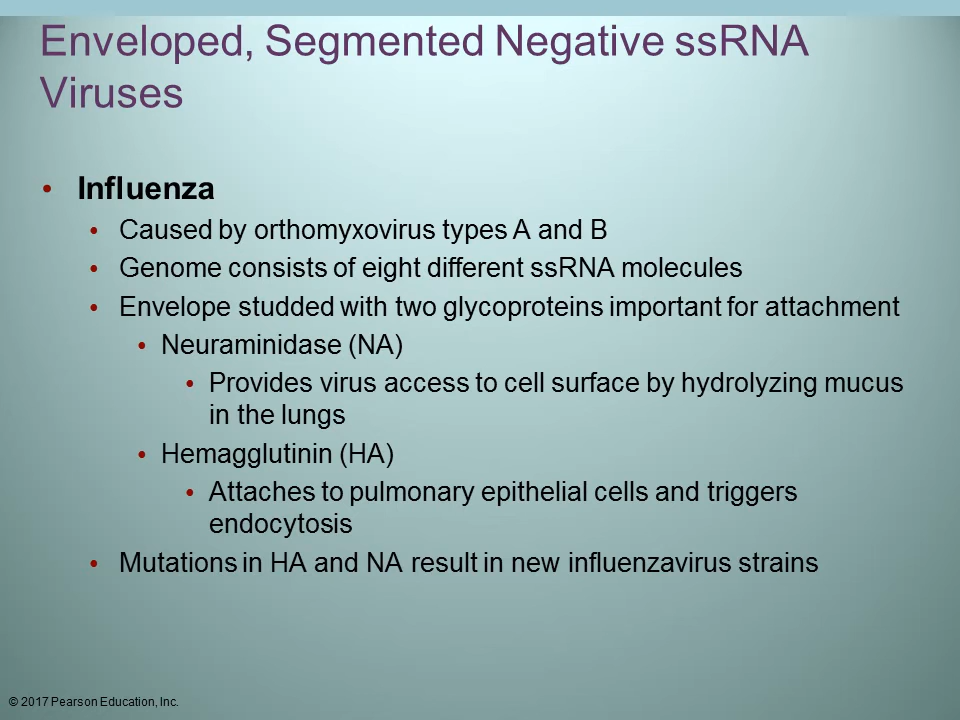 Enveloped, Segmented Negative ssRNA
Viruses
• Influenza
• Caused by orthomyxovirus types A and B
• Genome consists of eight different ssRNA molecules
• Envelope studded with two glycoproteins important for attachment
• Neuraminidase (NA)
• Provides virus access to cell surface by hydrolyzing mucus
in the lungs
• Hemagglutinin (HA)
• Attaches to pulmonary epithelial cells and triggers
endocytosis
• Mutations in HA and NA result in new influenzavirus strains
© 2017 Pearson Education, Inc.